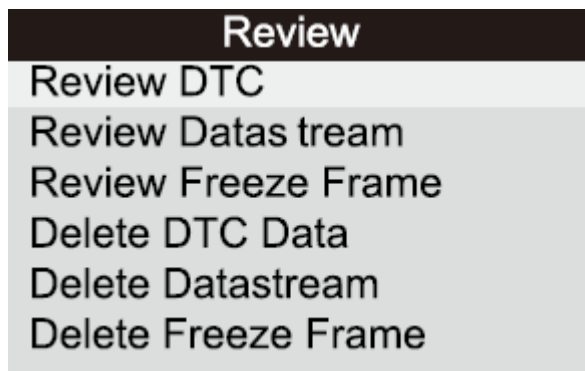 Review
Review DTC
Review Datas tream
Review Freeze Frame
Delete DTC Data
Delete Datastream
Delete Freeze Frame